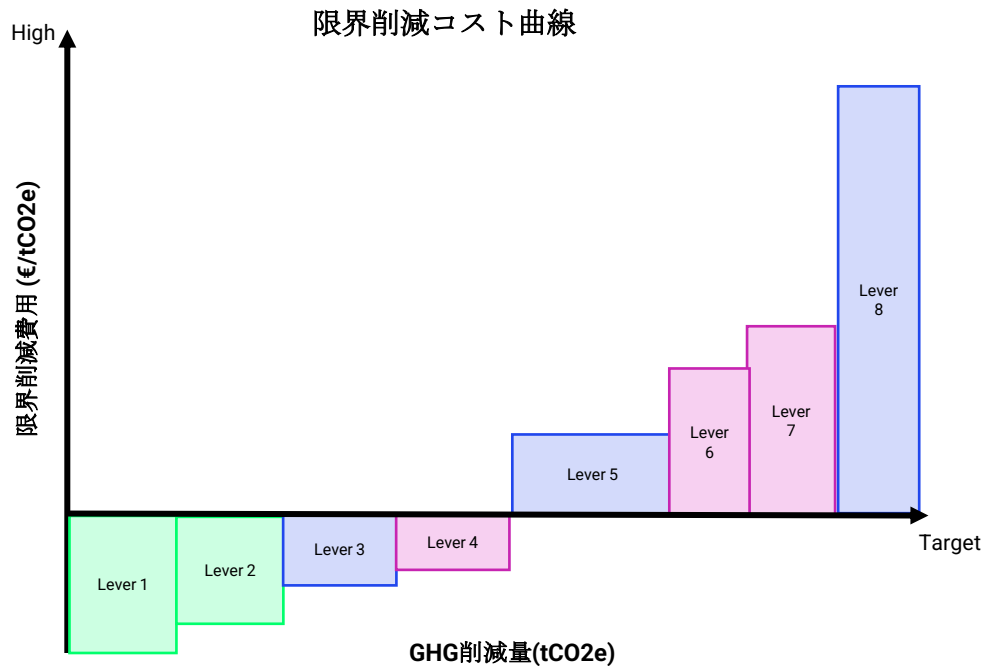 限界削減コスト曲線
High
限界削減費用 (€/tCO2e)
Lever 1
Lever 2
Lever 3
Lever 4
Lever 5
Lever
6
Lever
7
Lever
8
Target
GHG削減量(tCO2e)